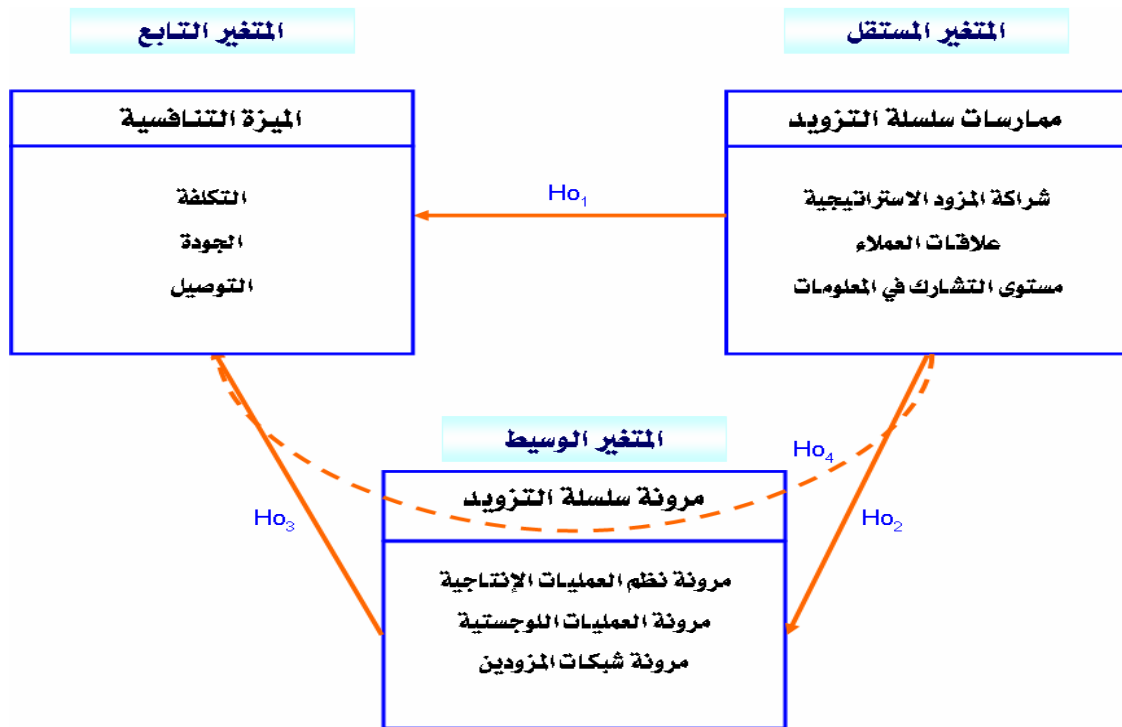 المتغير المستقل
المتغير التابع
ممارسات سلسلة التزويد
شراكة المزود الاستراتيجية
علاقات العملاء
مستوى التشارك في المعلومات
Ho1
الميزة التنافسية
التكلفة
الجودة
التوصيل
المتغير الوسيط
Ho4
Ho2
Ho3
مرونة سلسلة التزويد
مرونة نظم العمليات الإنتاجية
مرونة العمليات اللوجستية
مرونة شبكات المزودين